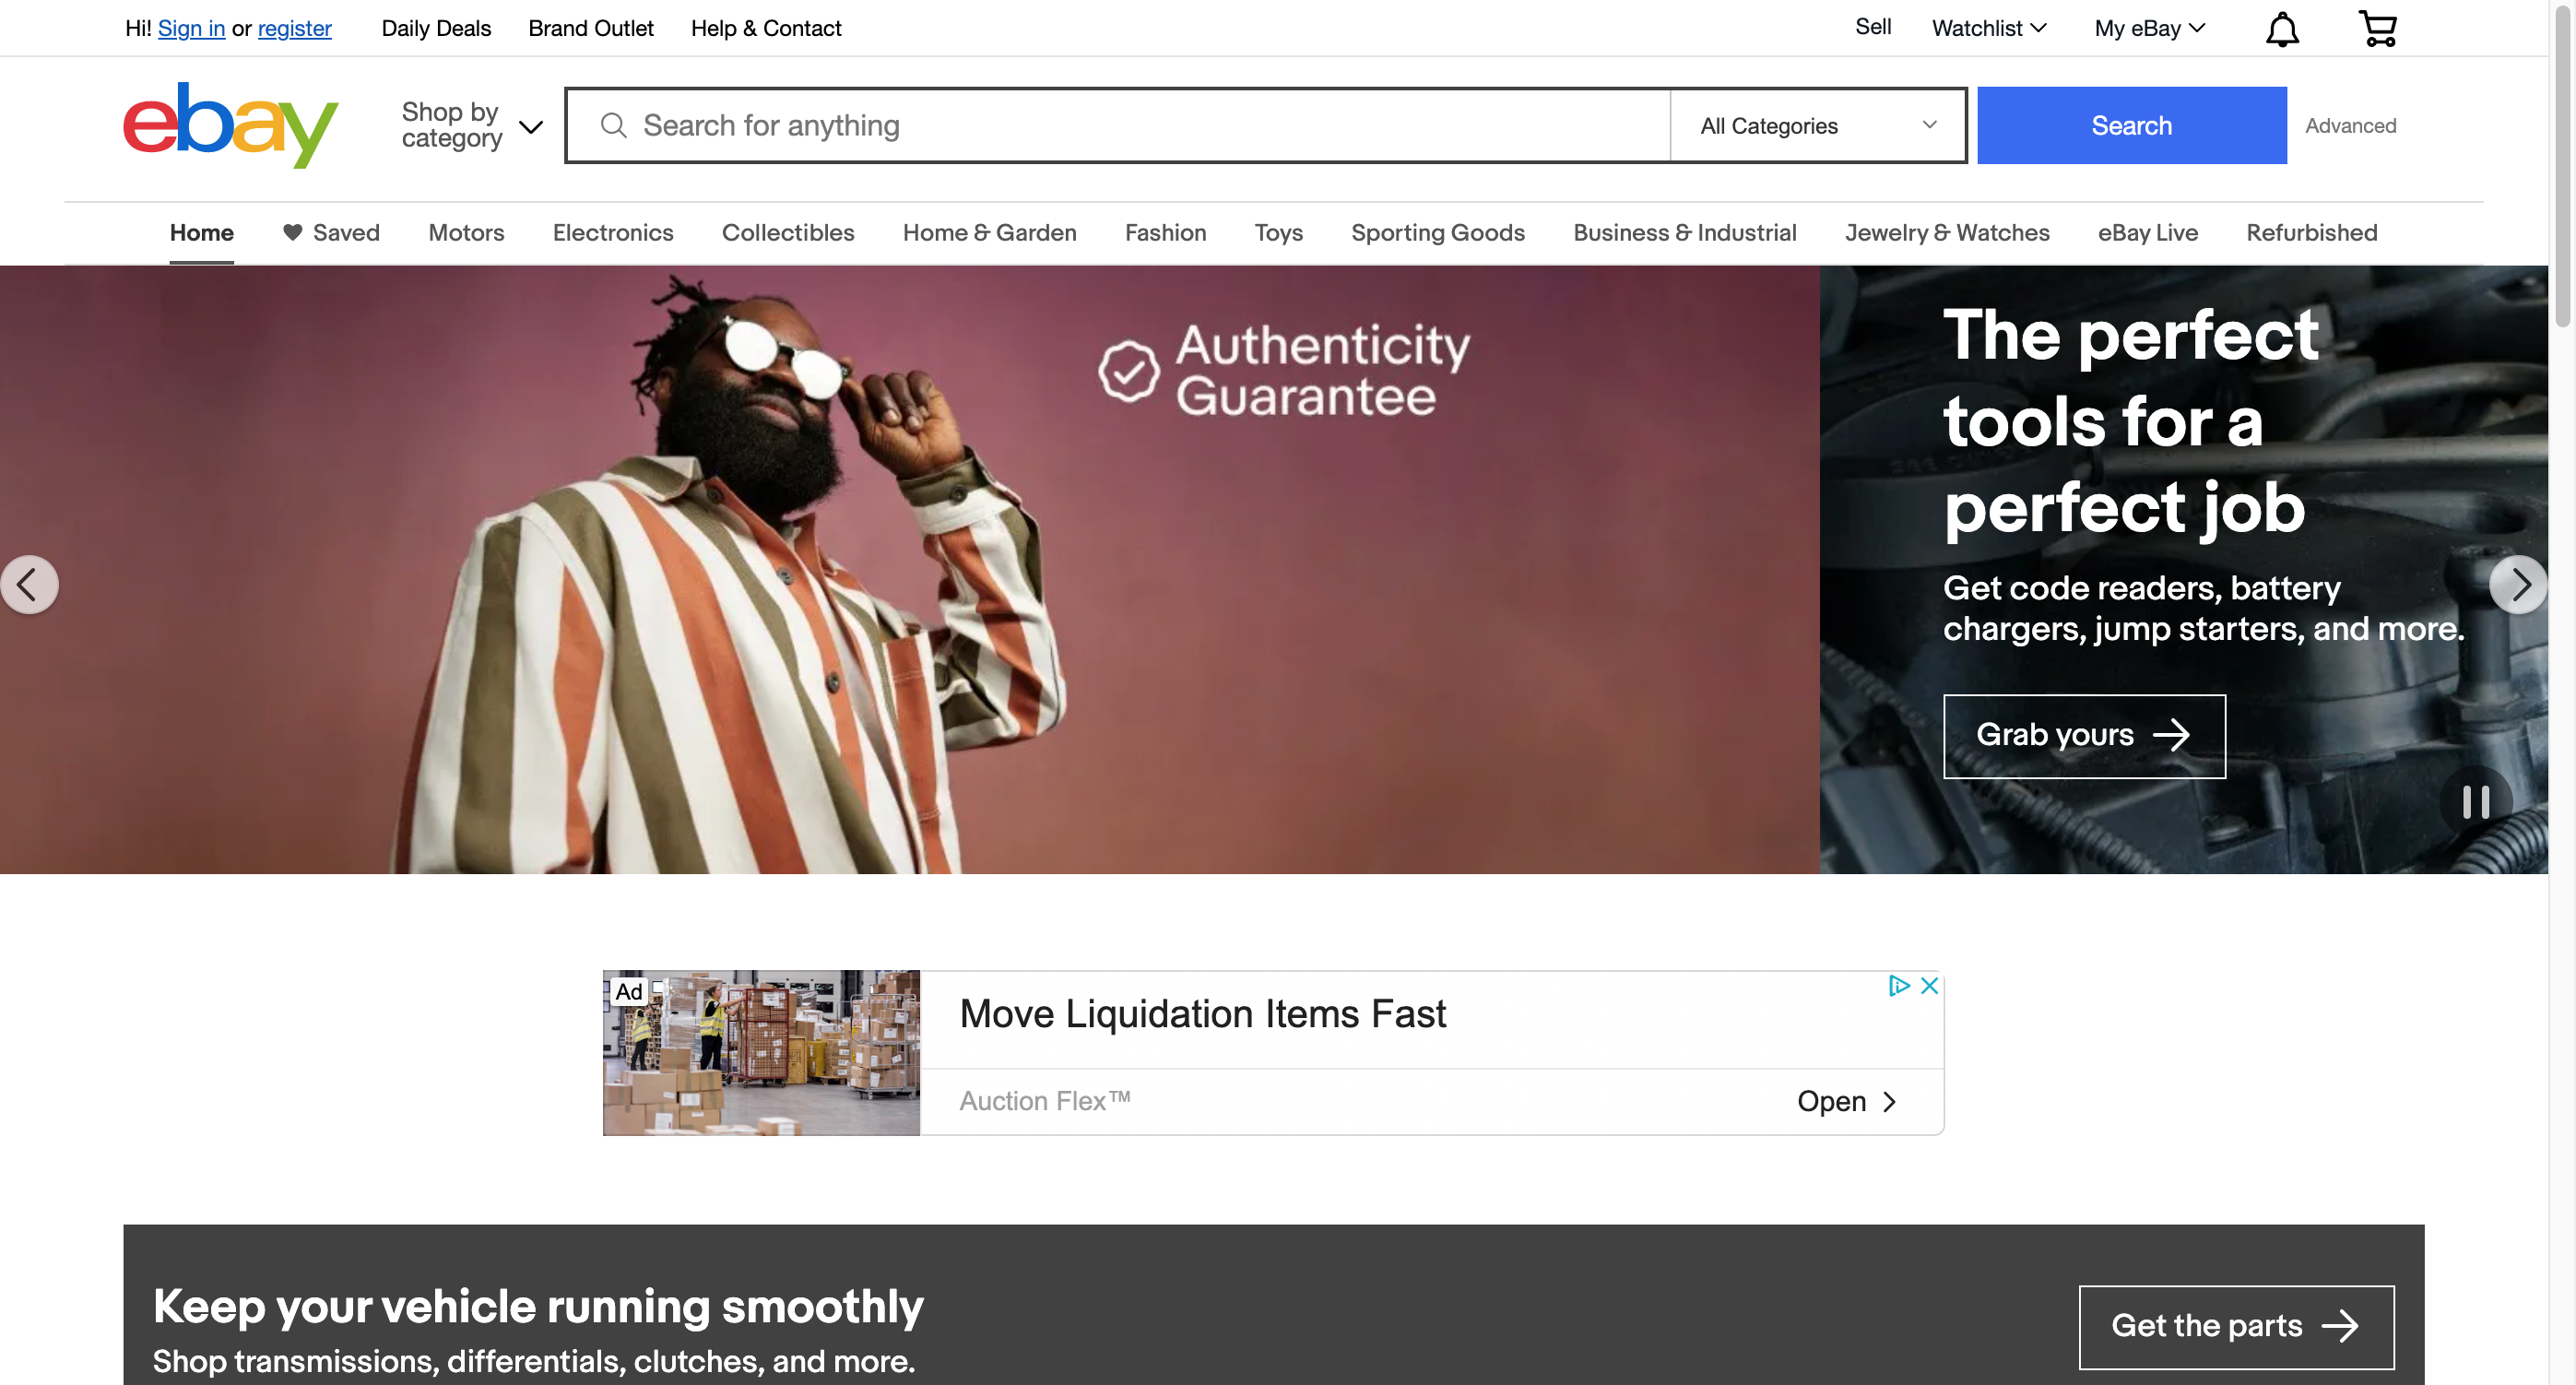 Hi! Sign in or register Daily Deals Brand Outlet Help & Contact Sell Watchlist My eBay
ebay
Shop by
category
Search for anything
All Categories
Search
Advanced
Home Saved Motors Electronics Collectibles Home & Garden Fashion Toys Sporting Goods Business & Industrial Jewelry & Watches eBay Live Refurbished
Authenticity
Guarantee
The perfect
tools for a
perfect job
Get code readers, battery
chargers, jump starters, and more.
Grab yours
Ad
Move Liquidation Items Fast
Auction Flex™
Open
Keep your vehicle running smoothly
Shop transmissions, differentials, clutches, and more.
Get the parts